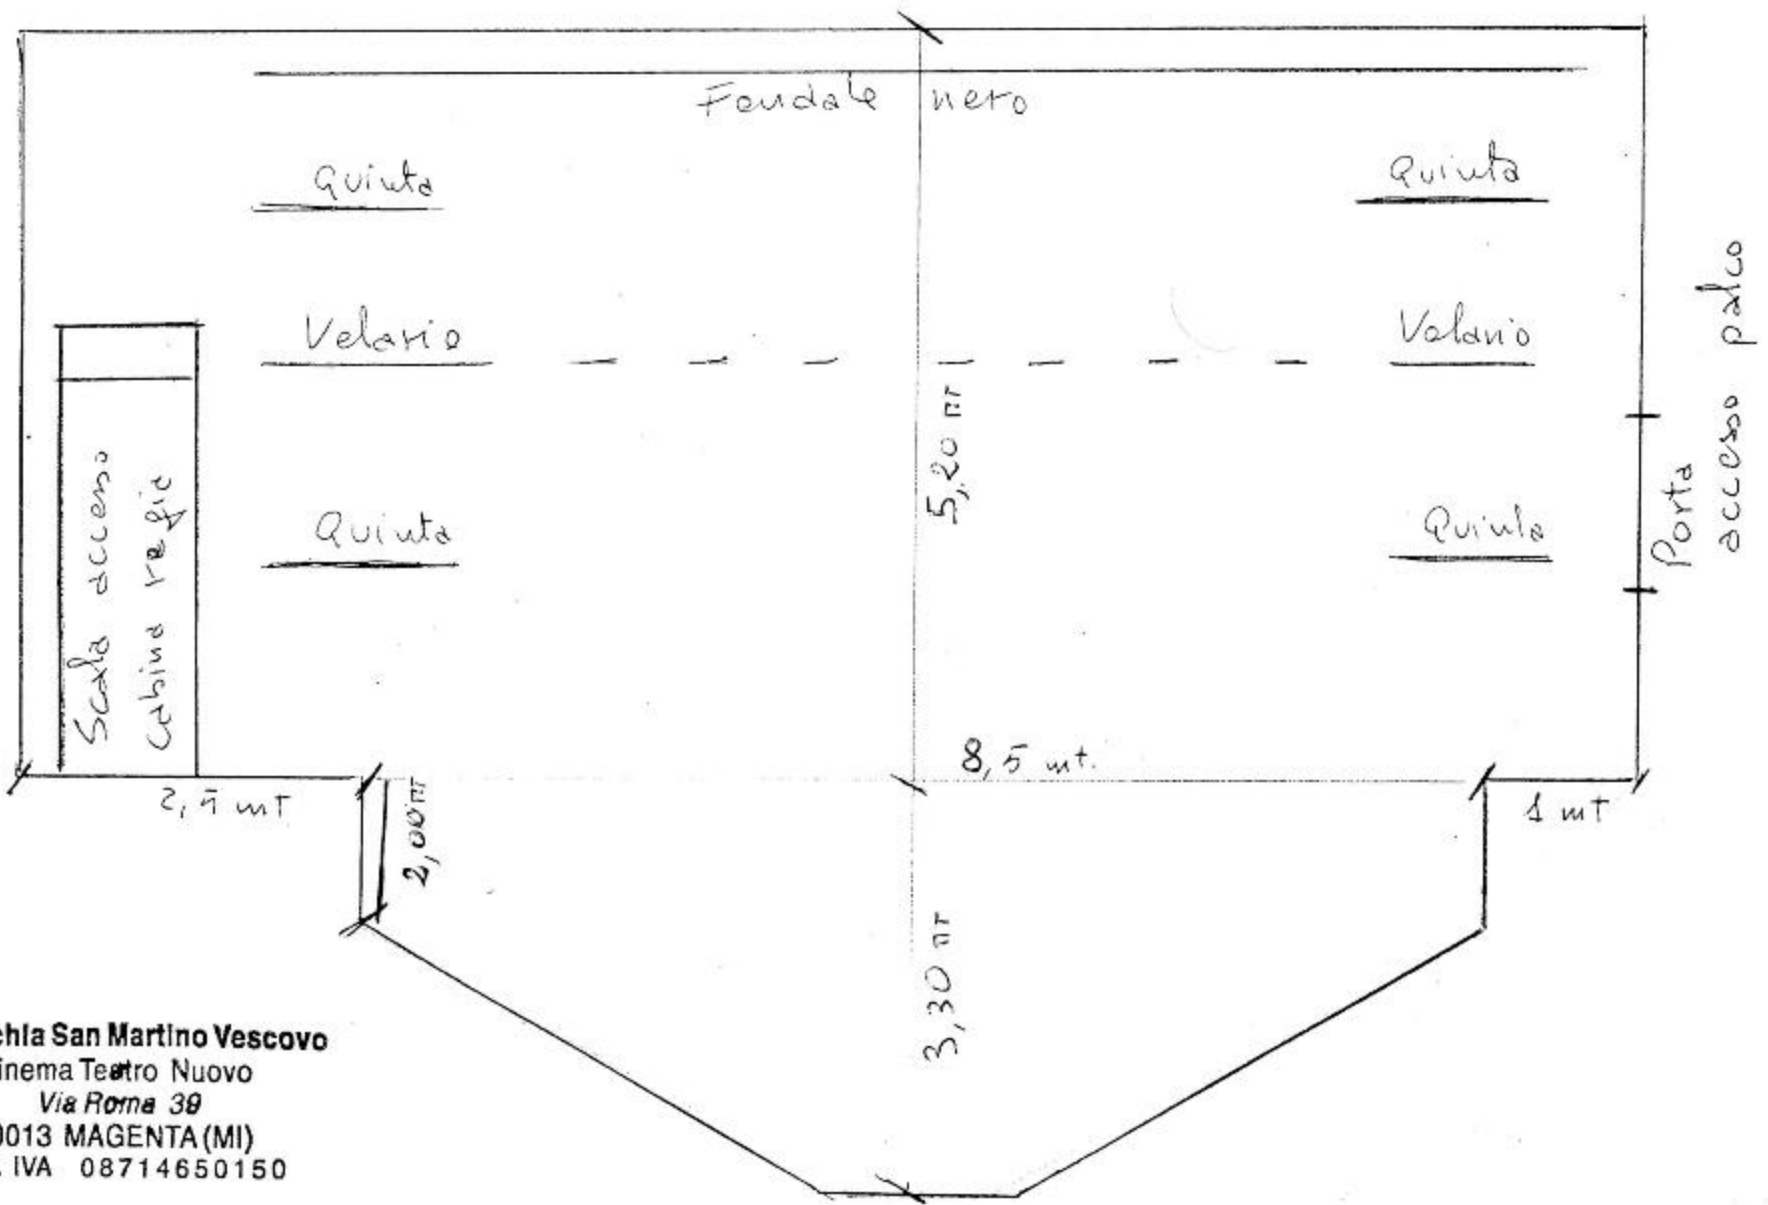 Fondale nero
Quinta
Quinta
Velario
Velario
Porta
accesso palco
Scala accesso
Cabina regia
Quinta
Quinta
5,20 mt
8,5 mt.
2,5 mt
1 mt
2,00 mt
3,30 mt
chia San Martino Vescovo
inema Teatro Nuovo
Via Roma 39
0013 MAGENTA (MI)
. IVA 08714650150